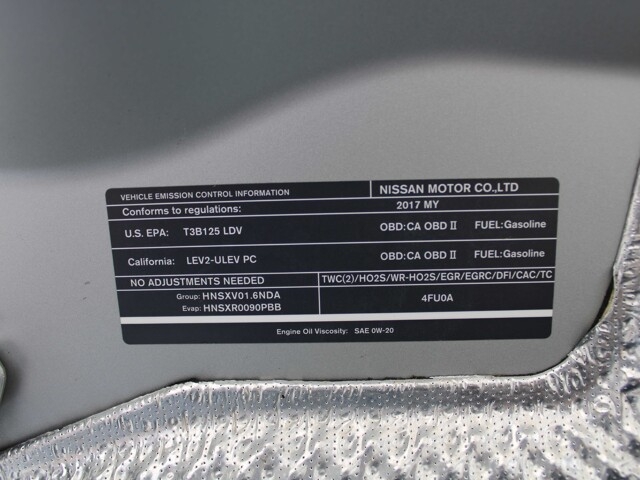 VEHICLE EMISSION CONTROL INFORMATION NISSAN MOTOR CO.,LTD
Conforms to regulations: 2017 MY
U.S. EPA: T3B125 LDV OBD:CA OBD II FUEL:Gasoline
California: LEV2-ULEV PC OBD:CA OBD II FUEL:Gasoline
NO ADJUSTMENTS NEEDED TWC(2)/HO2S/WR-HO2S/EGR/EGRC/DFI/CAC/TC
Group: HNSXV01.6NDA 4FU0A
Evap: HNSXR0090PBB
Engine Oil Viscosity: SAE 0W-20